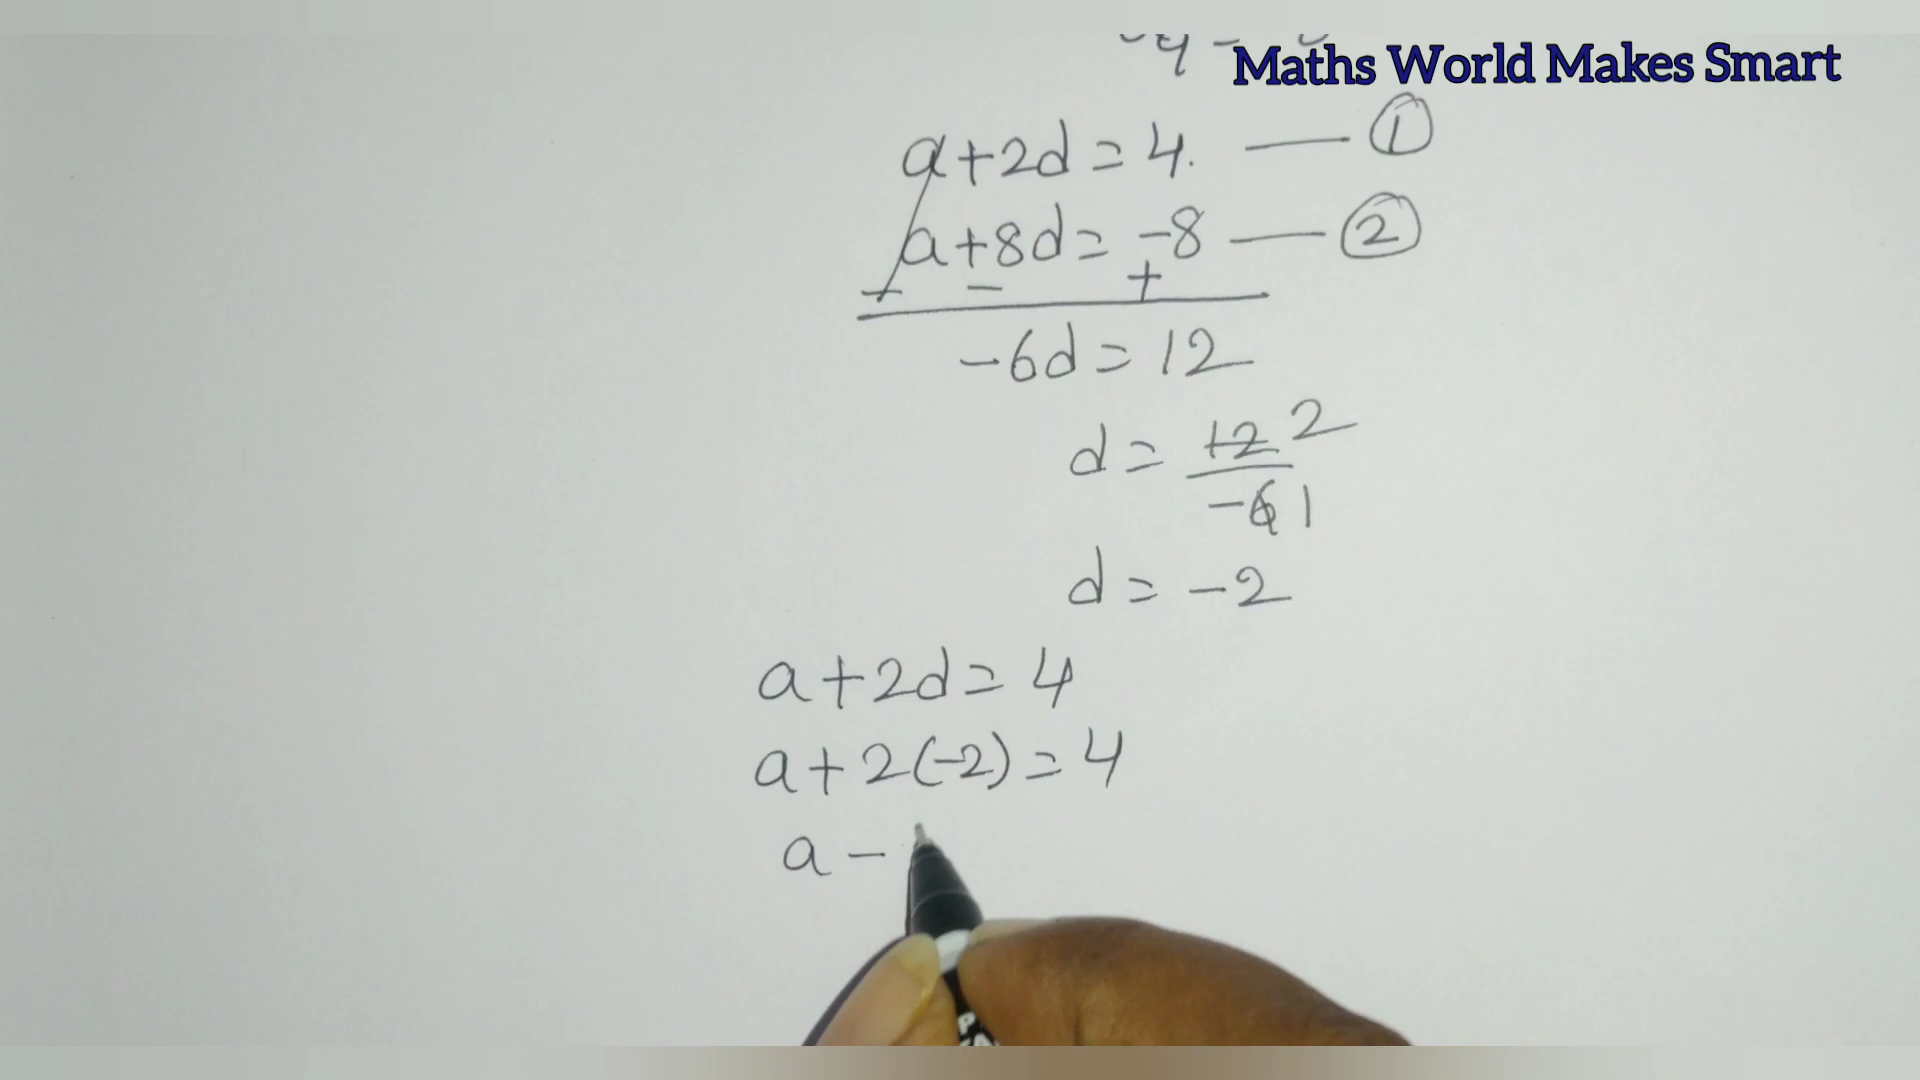 Maths World Makes Smart
a+2d=4. — ①
a+8d= -8 — ②
- - +
-6d=12
d= 12 2
-6 1
d= -2
a+2d=4
a+2(-2)=4
a-